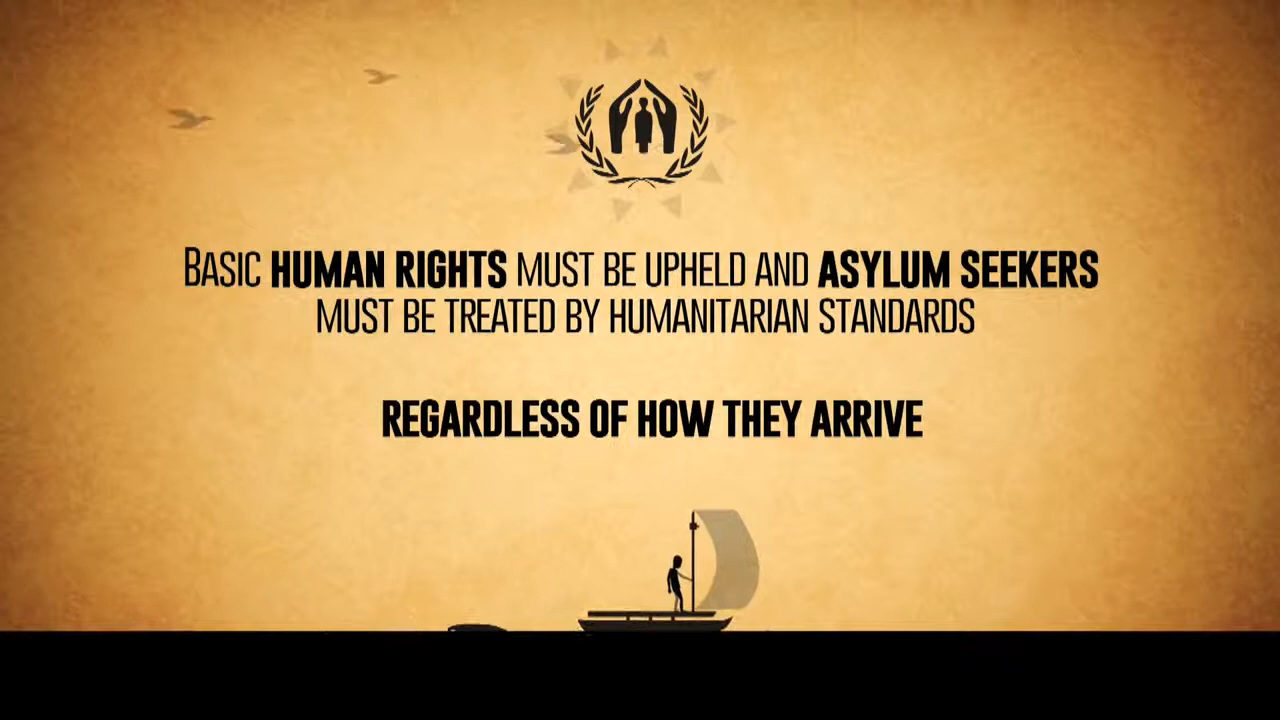 BASIC HUMAN RIGHTS MUST BE UPHELD AND ASYLUM SEEKERS
MUST BE TREATED BY HUMANITARIAN STANDARDS
REGARDLESS OF HOW THEY ARRIVE